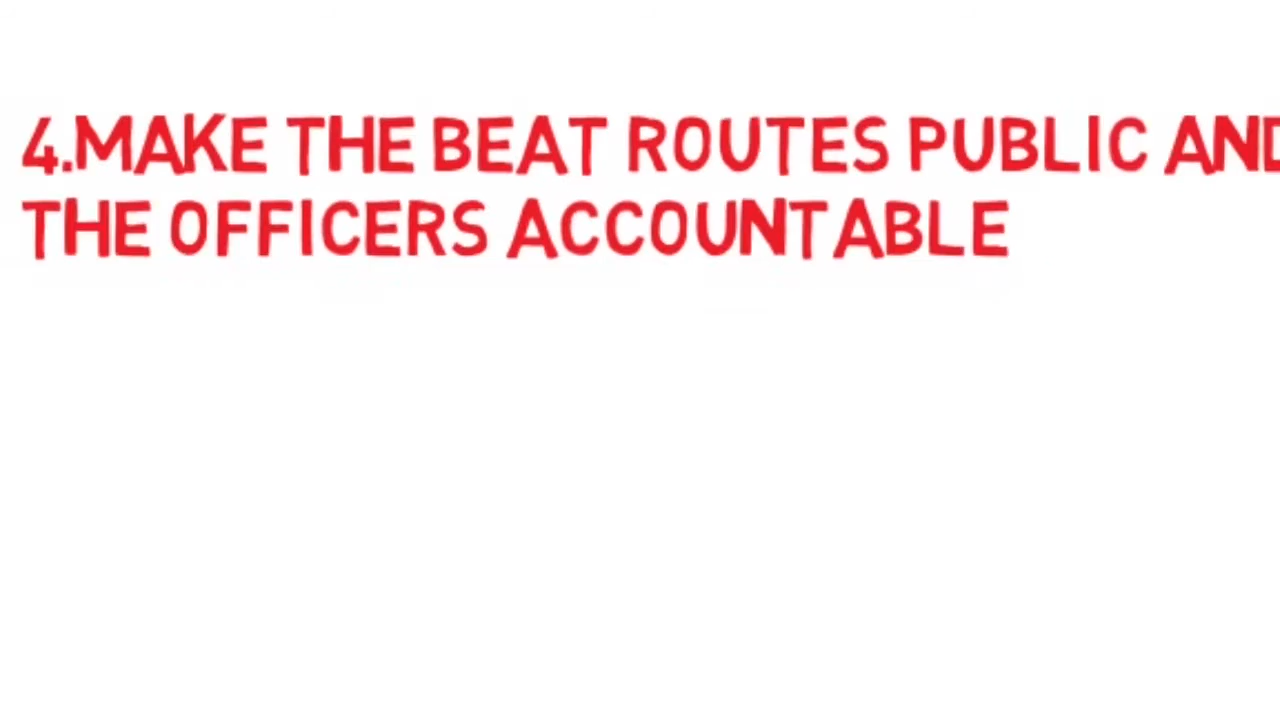 4.MAKE THE BEAT ROUTES PUBLIC AND
THE OFFICERS ACCOUNTABLE